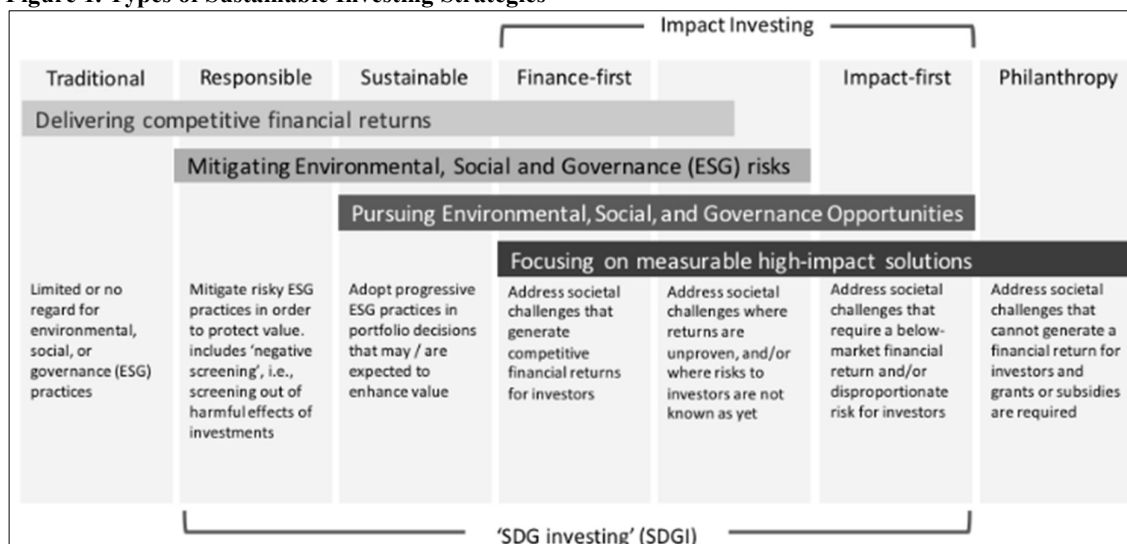 Figure 1: Types of Sustainable Investing Strategies
Impact Investing
Traditional
Responsible
Sustainable
Finance-first
Impact-first
Philanthropy
Delivering competitive financial returns
Mitigating Environmental, Social and Governance (ESG) risks
Pursuing Environmental, Social, and Governance Opportunities
Focusing on measurable high-impact solutions
Limited or no
regard for
environmental,
social, or
governance (ESG)
practices
Mitigate risky ESG
practices in order
to protect value.
includes ‘negative
screening’, i.e.,
screening out of
harmful effects of
investments
Adopt progressive
ESG practices in
portfolio decisions
that may / are
expected to
enhance value
Address societal
challenges that
generate
competitive
financial returns
for investors
Address societal
challenges where
returns are
unproven, and/or
where risks to
investors are not
known as yet
Address societal
challenges that
require a below-
market financial
return and/or
disproportionate
risk for investors
Address societal
challenges that
cannot generate a
financial return for
investors and
grants or subsidies
are required
‘SDG investing’ (SDGI)